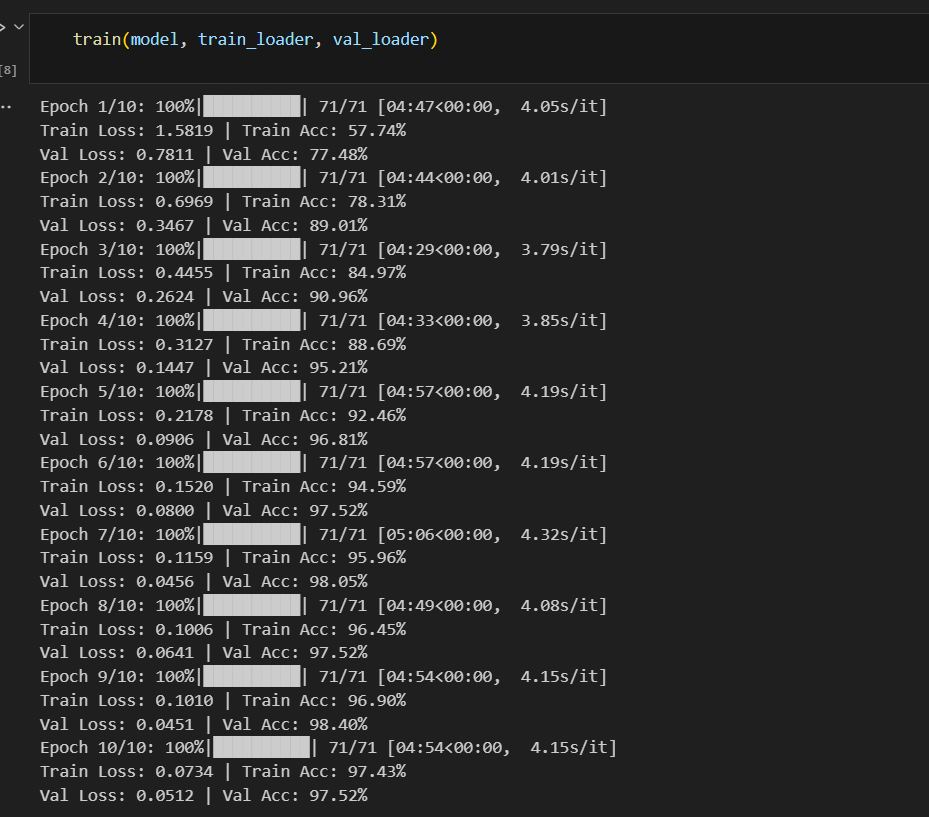 train(model, train_loader, val_loader)
[8]
Epoch 1/10: 100%|██████████| 71/71 [04:47<00:00,  4.05s/it]
Train Loss: 1.5819 | Train Acc: 57.74%
Val Loss: 0.7811 | Val Acc: 77.48%
Epoch 2/10: 100%|██████████| 71/71 [04:44<00:00,  4.01s/it]
Train Loss: 0.6969 | Train Acc: 78.31%
Val Loss: 0.3467 | Val Acc: 89.01%
Epoch 3/10: 100%|██████████| 71/71 [04:29<00:00,  3.79s/it]
Train Loss: 0.4455 | Train Acc: 84.97%
Val Loss: 0.2624 | Val Acc: 90.96%
Epoch 4/10: 100%|██████████| 71/71 [04:33<00:00,  3.85s/it]
Train Loss: 0.3127 | Train Acc: 88.69%
Val Loss: 0.1447 | Val Acc: 95.21%
Epoch 5/10: 100%|██████████| 71/71 [04:57<00:00,  4.19s/it]
Train Loss: 0.2178 | Train Acc: 92.46%
Val Loss: 0.0906 | Val Acc: 96.81%
Epoch 6/10: 100%|██████████| 71/71 [04:57<00:00,  4.19s/it]
Train Loss: 0.1520 | Train Acc: 94.59%
Val Loss: 0.0800 | Val Acc: 97.52%
Epoch 7/10: 100%|██████████| 71/71 [05:06<00:00,  4.32s/it]
Train Loss: 0.1159 | Train Acc: 95.96%
Val Loss: 0.0456 | Val Acc: 98.05%
Epoch 8/10: 100%|██████████| 71/71 [04:49<00:00,  4.08s/it]
Train Loss: 0.1006 | Train Acc: 96.45%
Val Loss: 0.0641 | Val Acc: 97.52%
Epoch 9/10: 100%|██████████| 71/71 [04:54<00:00,  4.15s/it]
Train Loss: 0.1010 | Train Acc: 96.90%
Val Loss: 0.0451 | Val Acc: 98.40%
Epoch 10/10: 100%|██████████| 71/71 [04:54<00:00,  4.15s/it]
Train Loss: 0.0734 | Train Acc: 97.43%
Val Loss: 0.0512 | Val Acc: 97.52%